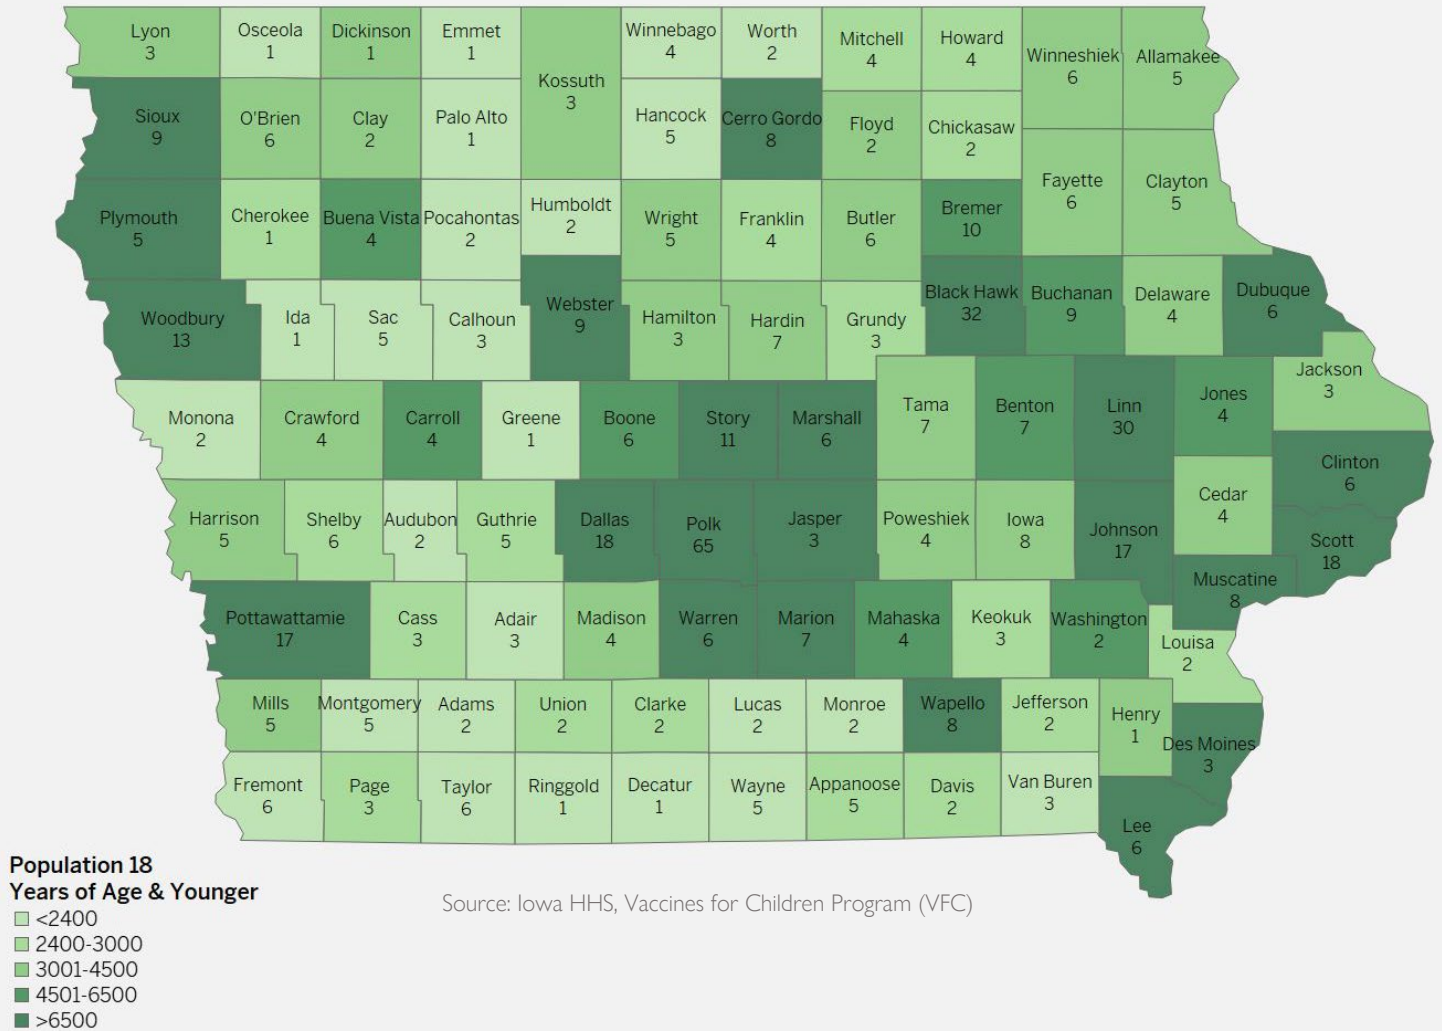 Lyon
3
Osceola
1
Dickinson
1
Emmet
1
Kossuth
3
Winnebago
4
Worth
2
Mitchell
4
Howard
4
Winneshiek
6
Allamakee
5
Sioux
9
O'Brien
6
Clay
2
Palo Alto
1
Hancock
5
Cerro Gordo
8
Floyd
2
Chickasaw
2
Fayette
6
Clayton
5
Plymouth
5
Cherokee
1
Buena Vista
4
Pocahontas
2
Humboldt
2
Wright
5
Franklin
4
Butler
6
Bremer
10
Woodbury
13
Ida
1
Sac
5
Calhoun
3
Webster
9
Hamilton
3
Hardin
7
Grundy
3
Black Hawk
32
Buchanan
9
Delaware
4
Dubuque
6
Monona
2
Crawford
4
Carroll
4
Greene
1
Boone
6
Story
11
Marshall
6
Tama
7
Benton
7
Linn
30
Jones
4
Jackson
3
Clinton
6
Harrison
5
Shelby
6
Audubon
2
Guthrie
5
Dallas
18
Polk
65
Jasper
3
Poweshiek
4
Iowa
8
Johnson
17
Cedar
4
Scott
18
Muscatine
8
Pottawattamie
17
Cass
3
Adair
3
Madison
4
Warren
6
Marion
7
Mahaska
4
Keokuk
3
Washington
2
Louisa
2
Mills
5
Montgomery
5
Adams
2
Union
2
Clarke
2
Lucas
2
Monroe
2
Wapello
8
Jefferson
2
Henry
1
Des Moines
3
Fremont
6
Page
3
Taylor
6
Ringgold
1
Decatur
1
Wayne
5
Appanoose
5
Davis
2
Van Buren
3
Lee
6
Population 18
Years of Age & Younger
<2400
2400-3000
3001-4500
4501-6500
>6500
Source: Iowa HHS, Vaccines for Children Program (VFC)